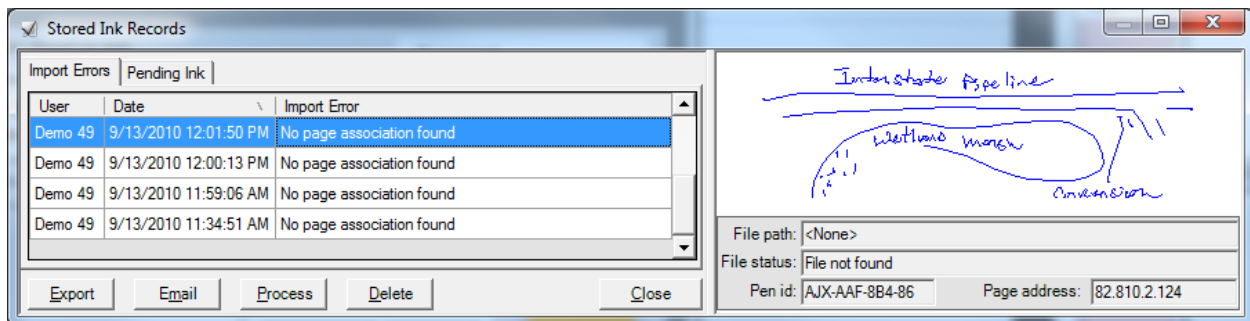 Stored Ink Records
Import Errors Pending Ink
User Date Import Error
Demo 49 9/13/2010 12:01:50 PM No page association found
Demo 49 9/13/2010 12:00:13 PM No page association found
Demo 49 9/13/2010 11:59:06 AM No page association found
Demo 49 9/13/2010 11:34:51 AM No page association found
Export Email Process Delete Close
Interstate Pipeline
Wetland
File path: <None>
File status: File not found
Pen id: AJX-AAF-8B4-86 Page address: 82.810.2.124